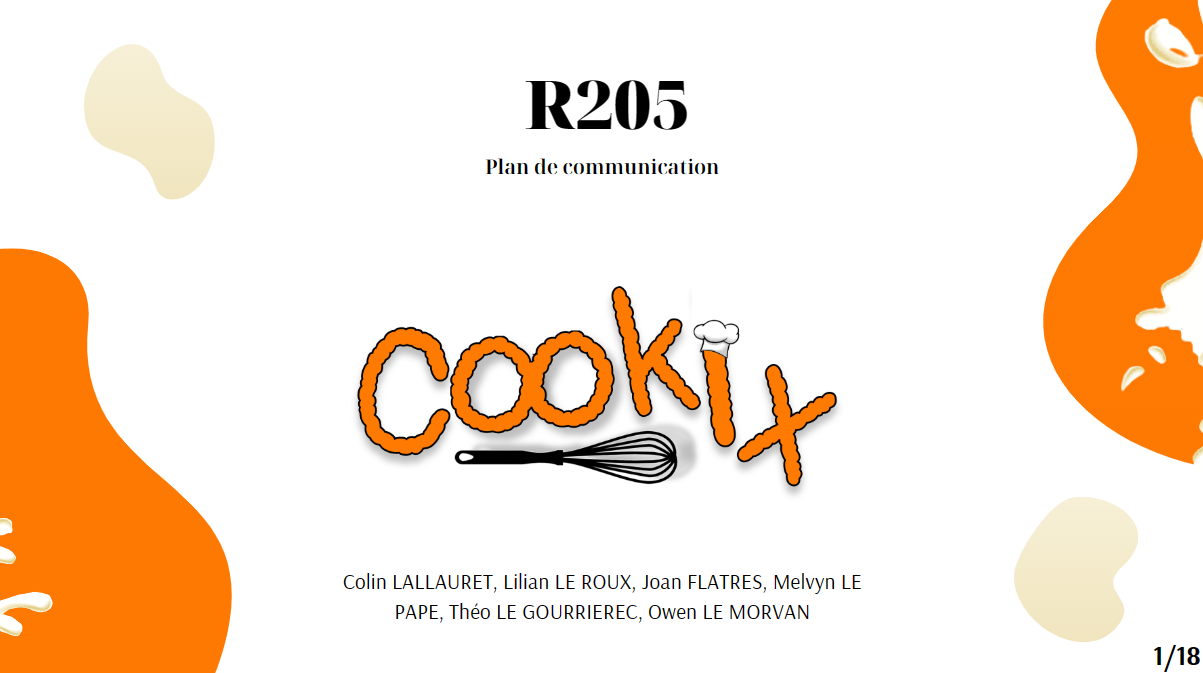 R205
Plan de communication
Cookix
Colin LALLAURET, Lilian LE ROUX, Joan FLATRES, Melvyn LE
PAPE, Théo LE GOURRIEREC, Owen LE MORVAN
1/18